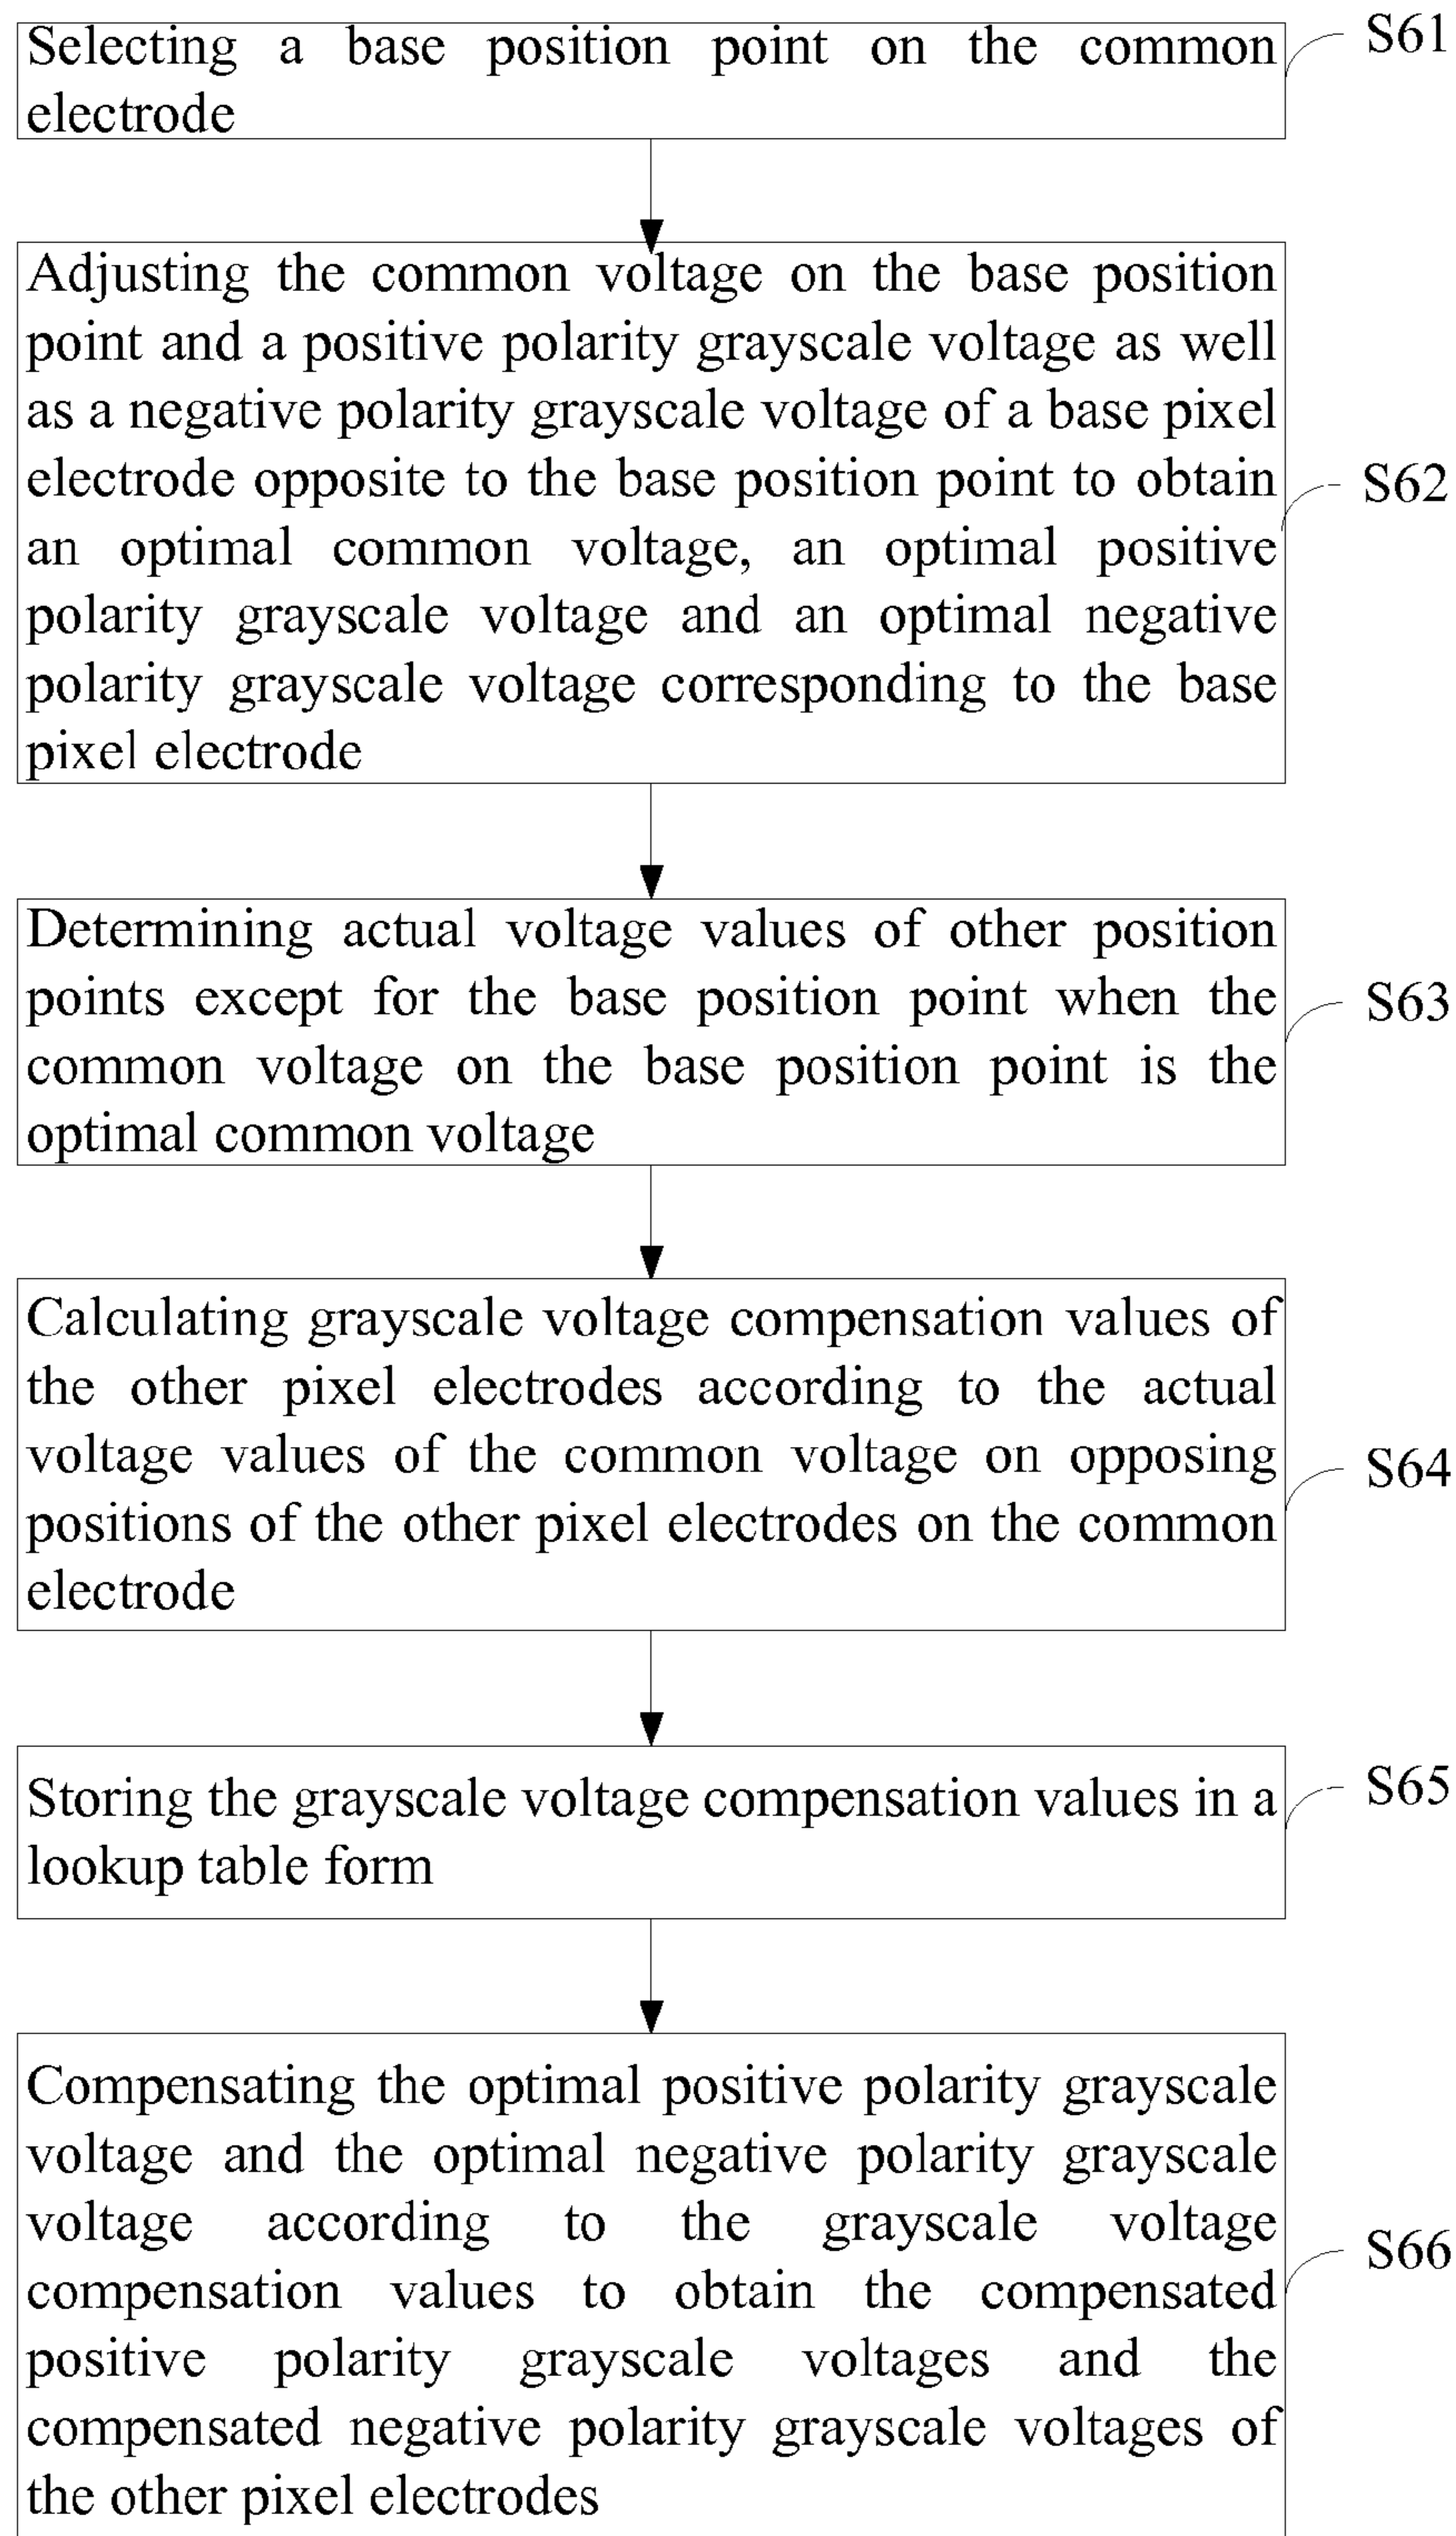 Selecting a base position point on the common
electrode
S61
Adjusting the common voltage on the base position
point and a positive polarity grayscale voltage as well
as a negative polarity grayscale voltage of a base pixel
electrode opposite to the base position point to obtain
an optimal common voltage, an optimal positive
polarity grayscale voltage and an optimal negative
polarity grayscale voltage corresponding to the base
pixel electrode
S62
Determining actual voltage values of other position
points except for the base position point when the
common voltage on the base position point is the
optimal common voltage
S63
Calculating grayscale voltage compensation values of
the other pixel electrodes according to the actual
voltage values of the common voltage on opposing
positions of the other pixel electrodes on the common
electrode
S64
Storing the grayscale voltage compensation values in a
lookup table form
S65
Compensating the optimal positive polarity grayscale
voltage and the optimal negative polarity grayscale
voltage according to the grayscale voltage
compensation values to obtain the compensated
positive polarity grayscale voltages and the
compensated negative polarity grayscale voltages of
the other pixel electrodes
S66